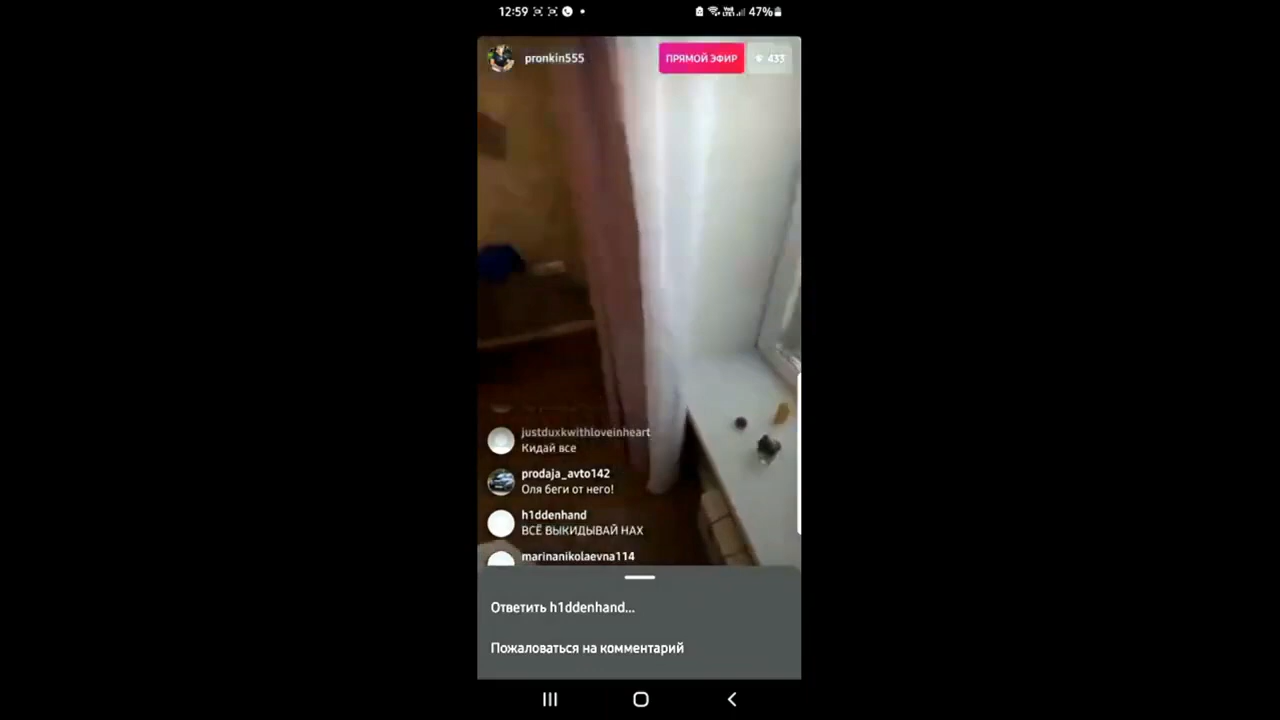 12:59
VoLTE1 47%
pronkin555
ПРЯМОЙ ЭФИР
433
justduxkwithloveinheart
Кидай все
prodaja_avto142
Оля беги от него!
h1ddenhand
ВСЁ ВЫКИДЫВАЙ НАХ
marinanikolaevna114
Ответить h1ddenhand...
Пожаловаться на комментарий